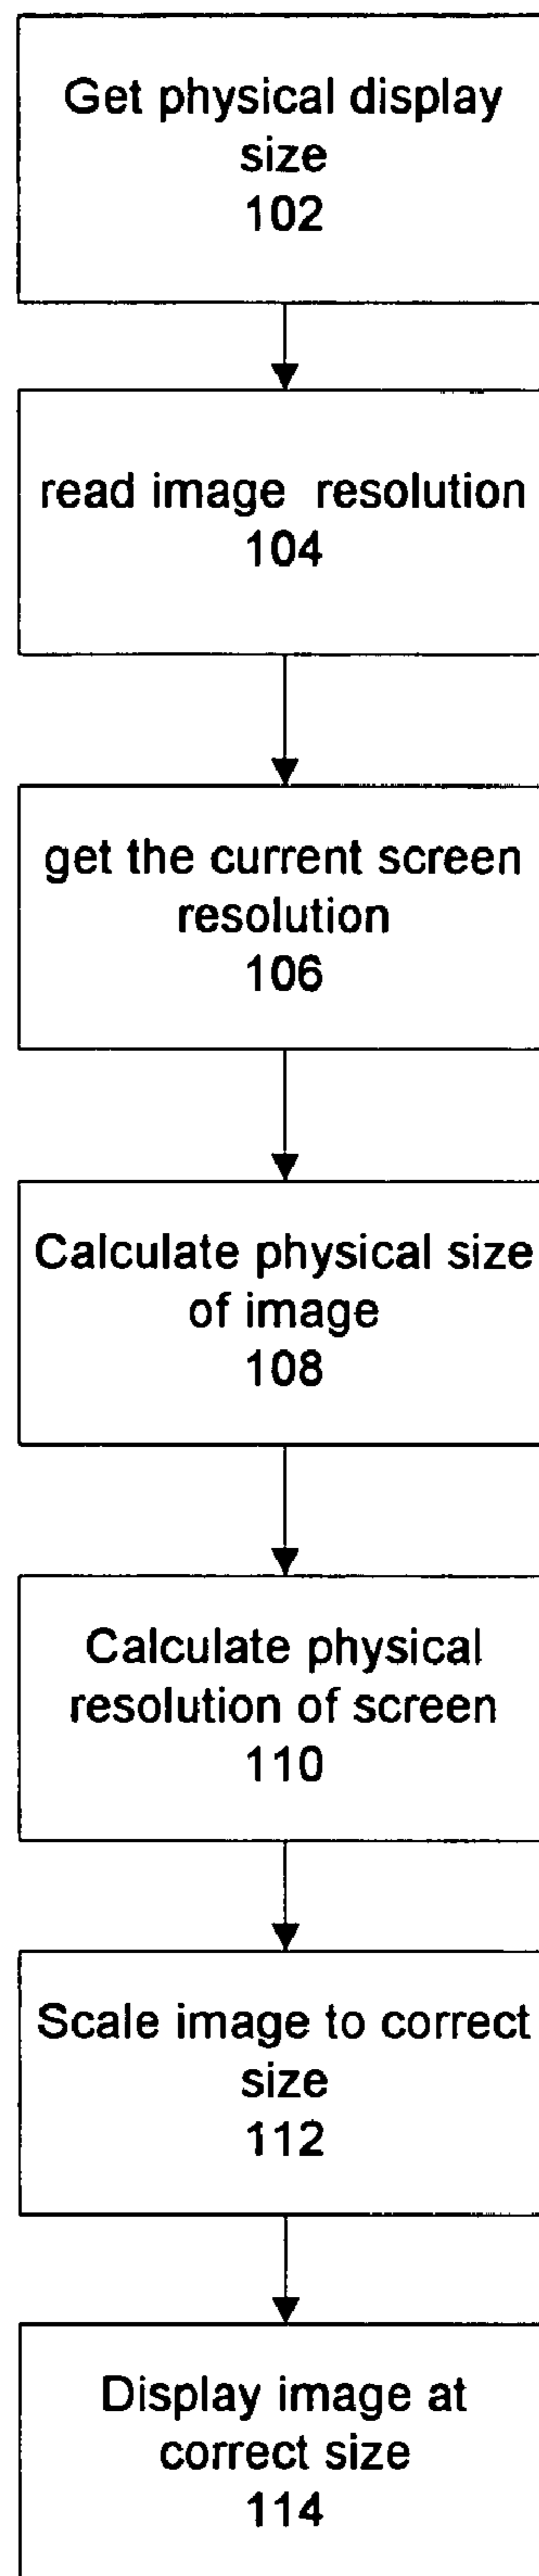 Get physical display
size
102
read image resolution
104
get the current screen
resolution
106
Calculate physical size
of image
108
Calculate physical
resolution of screen
110
Scale image to correct
size
112
Display image at
correct size
114